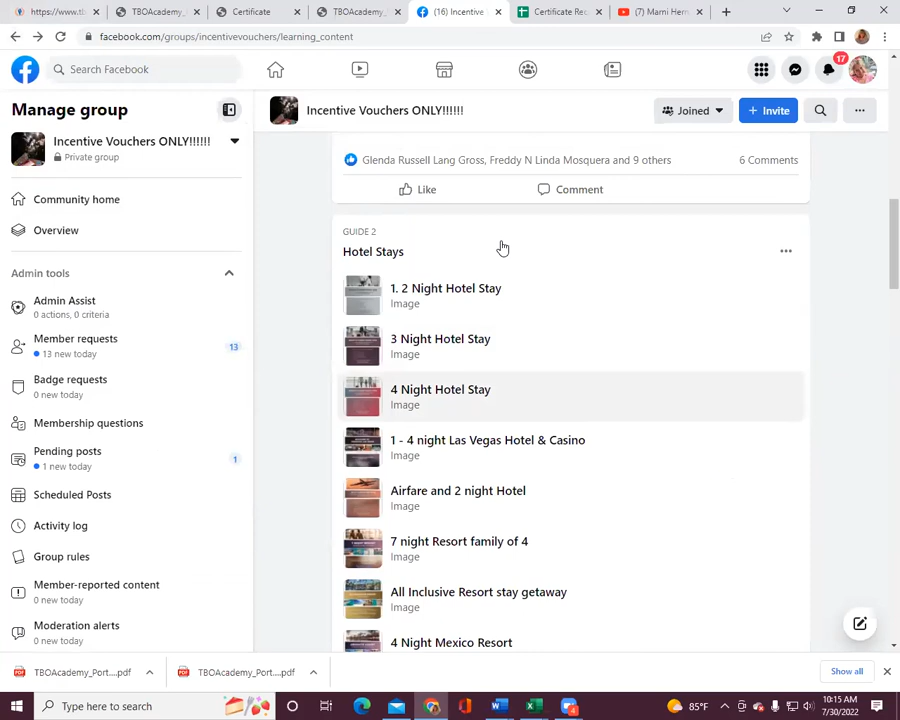 https://www.tb
TBOAcademy_
Certificate
TBOAcademy_
(16) Incentive
Certificate Rec
(7) Marni Her
facebook.com/groups/incentivevouchers/learning_content
Search Facebook
17
Manage group
Incentive Vouchers ONLY!!!!!!
Joined
+ Invite
Incentive Vouchers ONLY!!!!!!
Private group
Glenda Russell Lang Gross, Freddy N Linda Mosquera and 9 others
6 Comments
Like
Comment
Community home
Overview
GUIDE 2
Hotel Stays
Admin tools
Admin Assist
0 actions, 0 criteria
Member requests
13 new today
13
Badge requests
0 new today
Membership questions
Pending posts
1 new today
1
Scheduled Posts
Activity log
Group rules
Member-reported content
0 new today
Moderation alerts
0 new today
1. 2 Night Hotel Stay
Image
3 Night Hotel Stay
Image
4 Night Hotel Stay
Image
1 - 4 night Las Vegas Hotel & Casino
Image
Airfare and 2 night Hotel
Image
7 night Resort family of 4
Image
All Inclusive Resort stay getaway
Image
4 Night Mexico Resort
TBOAcademy_Port....pdf
TBOAcademy_Port....pdf
Show all
Type here to search
85°F
10:15 AM
7/30/2022